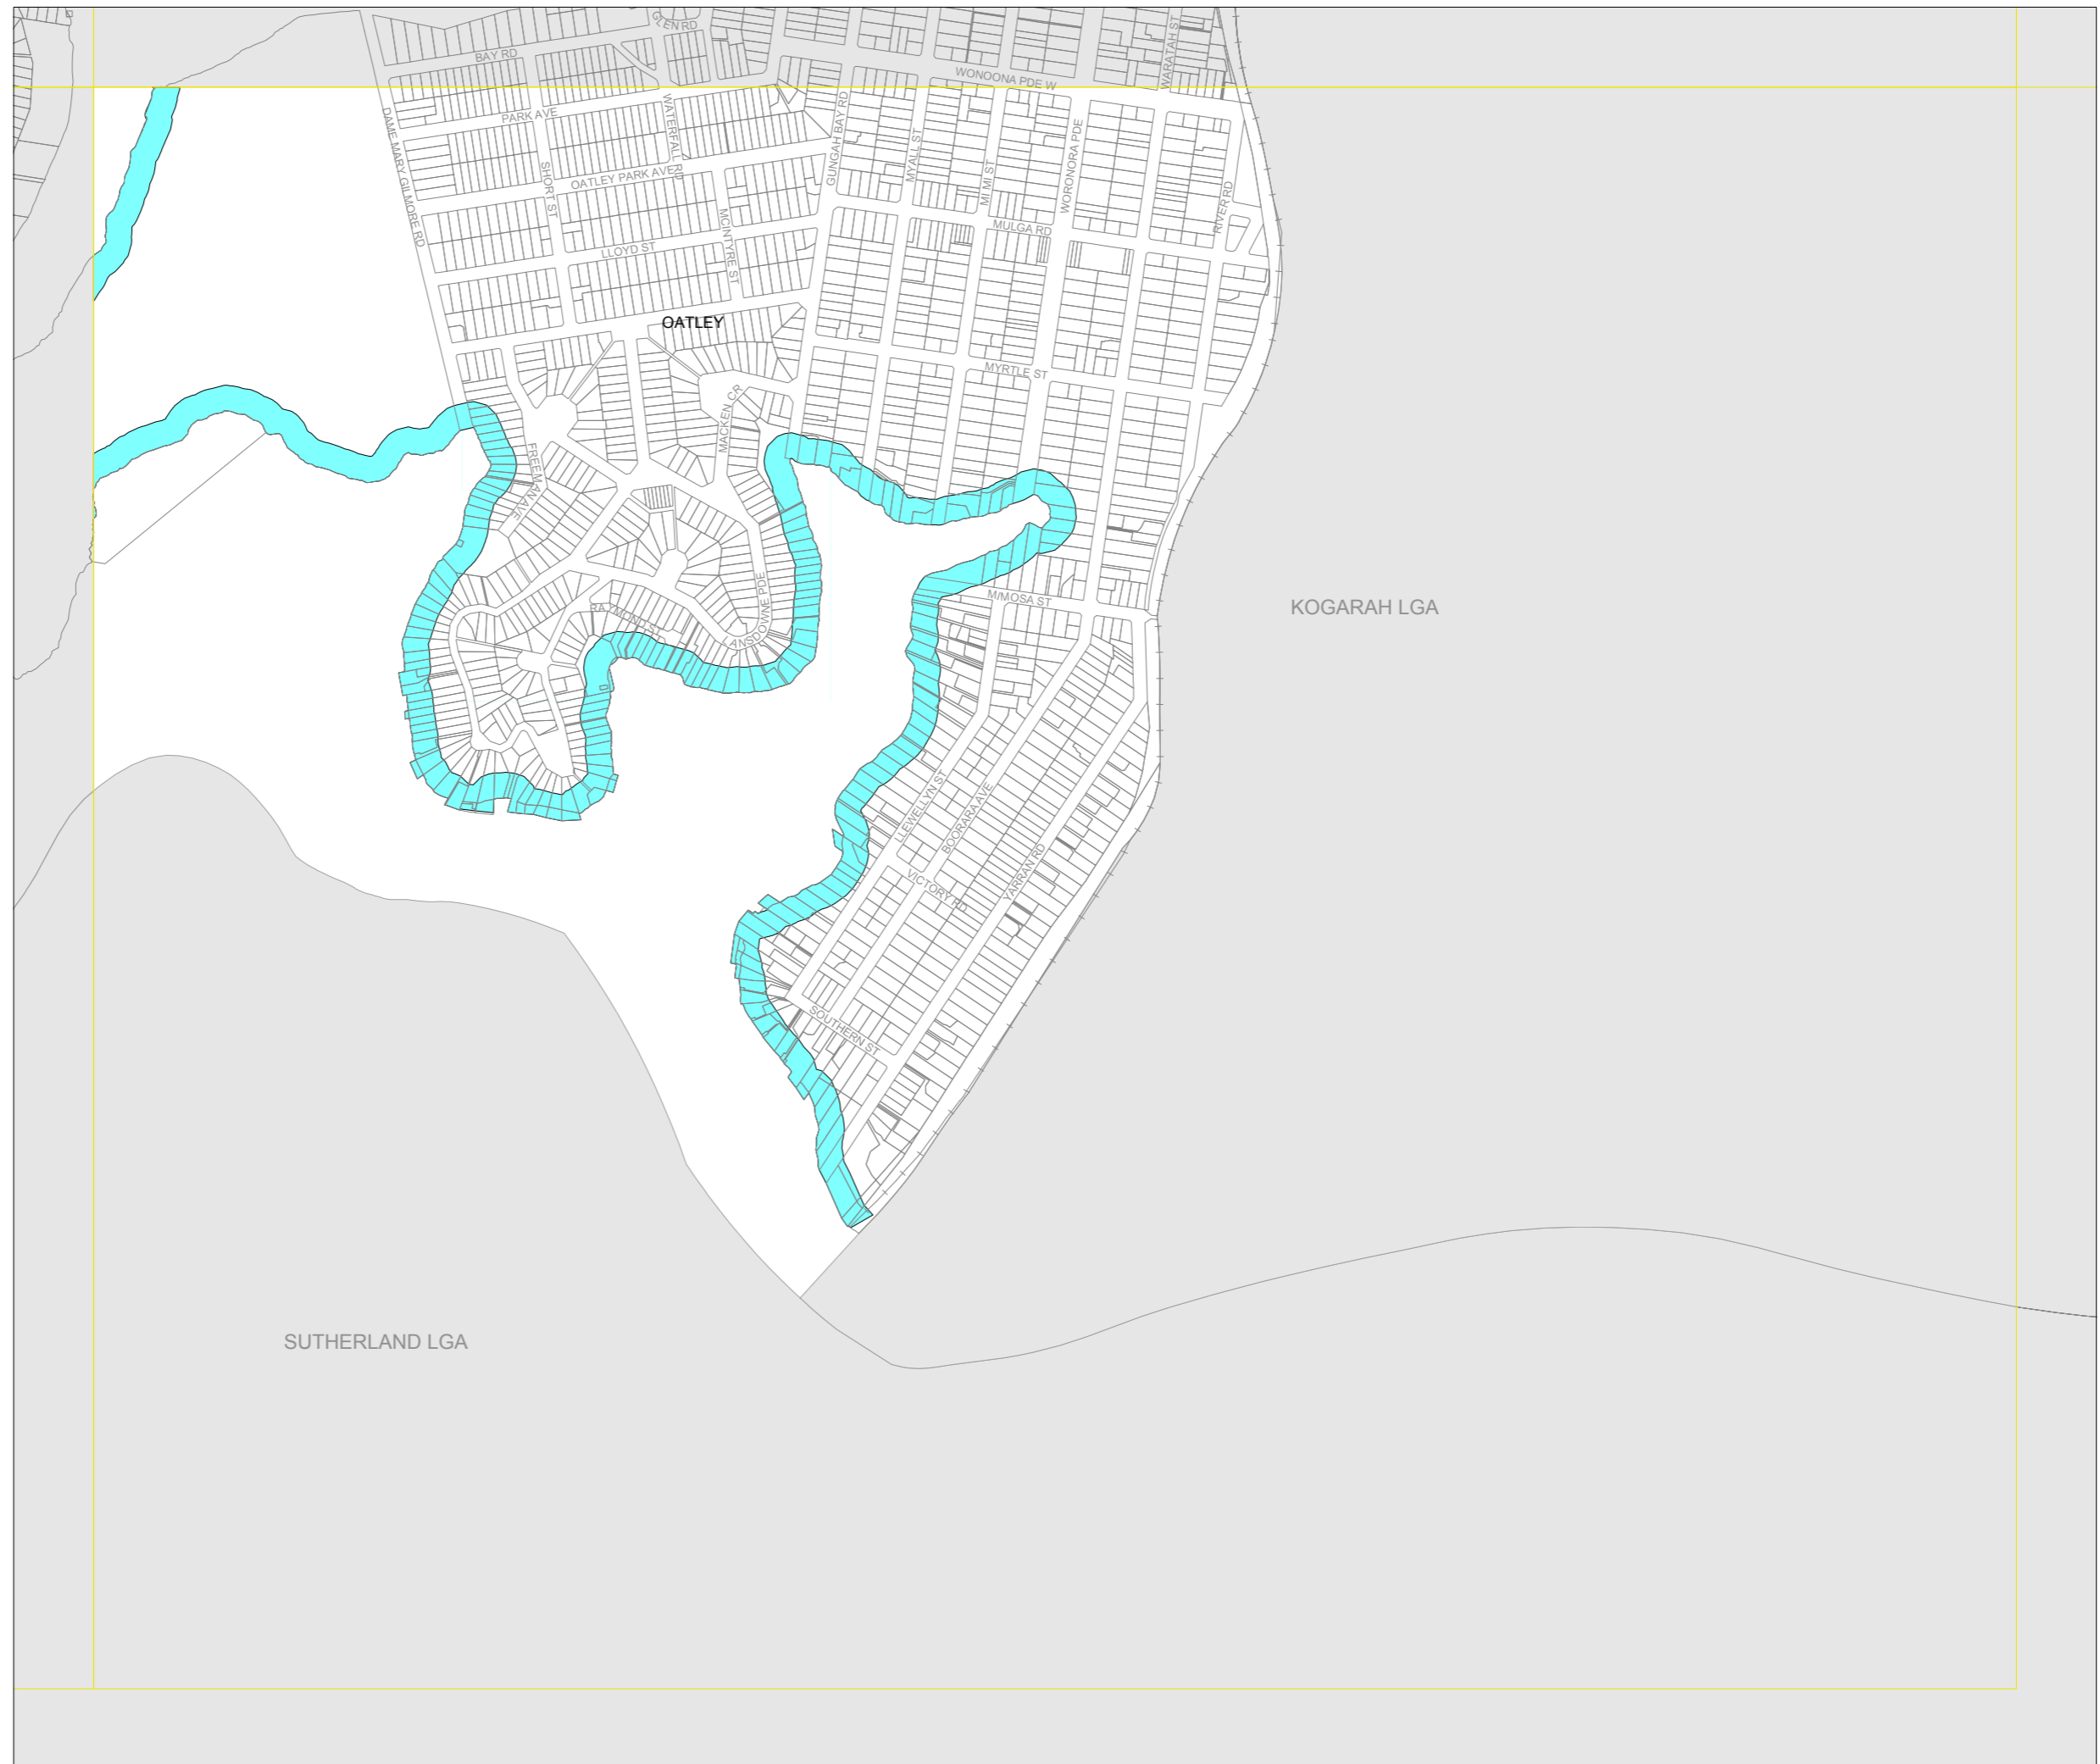 GLEN RD
WARATAH ST
BAY RD
WONOONA PDE W
DAME MARY GILMORE RD
PARK AVE
WATERFALL RD
GUNGAH BAY RD
MYALL ST
MI MI ST
WORONORA PDE
SHORT ST
OATLEY PARK AVE
RIVER RD
MCINTYRE ST
MULGA RD
LLOYD ST
OATLEY
MYRTLE ST
MACKEN CR
FREEMAN AVE
MIMOSA ST
LANSDOWNE PDE
RAYMOND ST
KOGARAH LGA
LLEWELLYN ST
BOORARA AVE
YARRAN RD
VICTORY RD
SOUTHERN ST
SUTHERLAND LGA